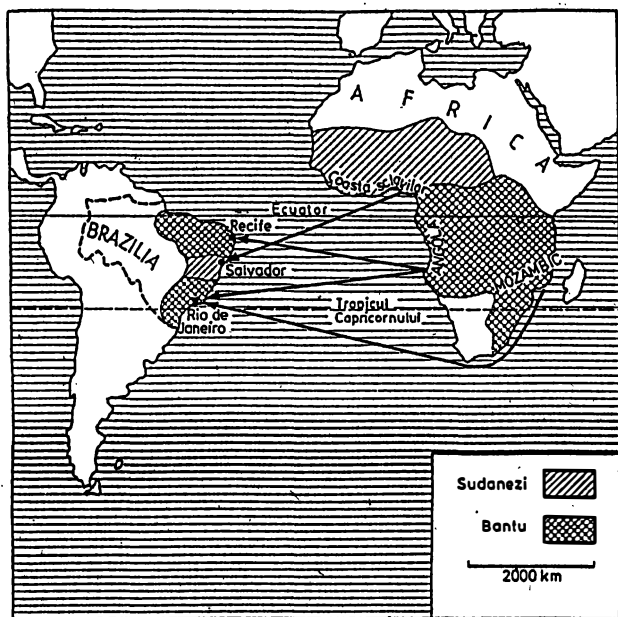 AFRICA
Coasta sclavilor
Ecuator
Recife
BRAZILIA
Salvador
ANGOLA
MOZAMBIC
Tropicul
Capricornului
Rio de
Janeiro
Sudanezi
Bantu
2000 km